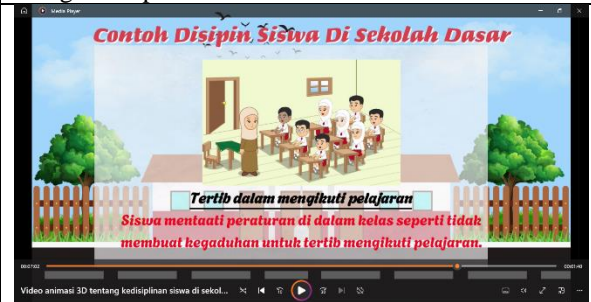 Media Player
Contoh Disipin Siswa Di Sekolah Dasar
Tertib dalam mengikuti pelajaran
Siswa mentaati peraturan di dalam kelas seperti tidak
membuat kegaduhan untuk tertib mengikuti pelajaran.
Video animasi 3D tentang kedisiplinan siswa di sekol...